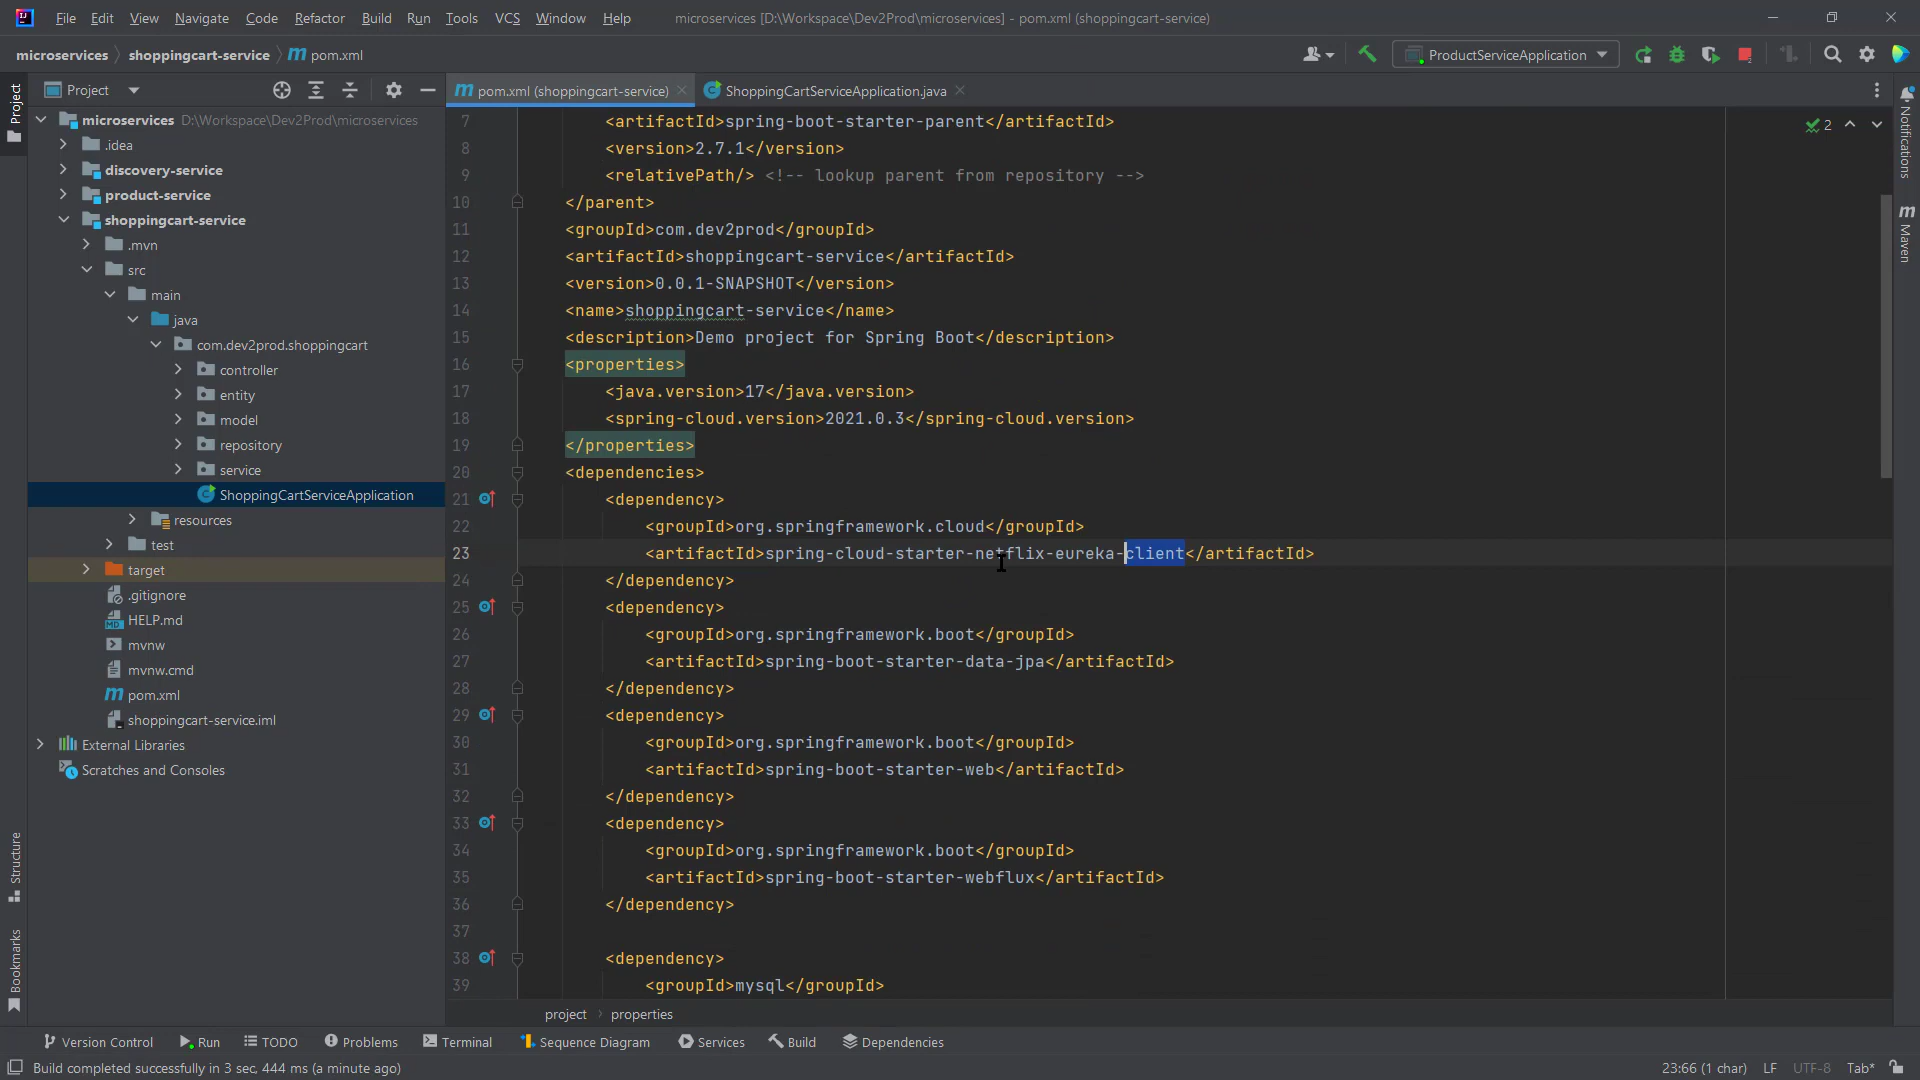 File Edit View Navigate Code Refactor Build Run Tools VCS Window Help microservices [D:\Workspace\Dev2Prod\microservices] - pom.xml (shoppingcart-service)
microservices shoppingcart-service m pom.xml ProductServiceApplication
Project
m pom.xml (shoppingcart-service) ShoppingCartServiceApplication.java
Project
microservices D:\Workspace\Dev2Prod\microservices
.idea
discovery-service
product-service
shoppingcart-service
.mvn
src
main
java
com.dev2prod.shoppingcart
controller
entity
model
repository
service
ShoppingCartServiceApplication
resources
test
target
.gitignore
HELP.md
mvnw
mvnw.cmd
m pom.xml
shoppingcart-service.iml
External Libraries
Scratches and Consoles
Structure
Bookmarks
7 <artifactId>spring-boot-starter-parent</artifactId>
8 <version>2.7.1</version>
9 <relativePath/> <!-- lookup parent from repository -->
10 </parent>
11 <groupId>com.dev2prod</groupId>
12 <artifactId>shoppingcart-service</artifactId>
13 <version>0.0.1-SNAPSHOT</version>
14 <name>shoppingcart-service</name>
15 <description>Demo project for Spring Boot</description>
16 <properties>
17 <java.version>17</java.version>
18 <spring-cloud.version>2021.0.3</spring-cloud.version>
19 </properties>
20 <dependencies>
21 <dependency>
22 <groupId>org.springframework.cloud</groupId>
23 <artifactId>spring-cloud-starter-netflix-eureka-client</artifactId>
24 </dependency>
25 <dependency>
26 <groupId>org.springframework.boot</groupId>
27 <artifactId>spring-boot-starter-data-jpa</artifactId>
28 </dependency>
29 <dependency>
30 <groupId>org.springframework.boot</groupId>
31 <artifactId>spring-boot-starter-web</artifactId>
32 </dependency>
33 <dependency>
34 <groupId>org.springframework.boot</groupId>
35 <artifactId>spring-boot-starter-webflux</artifactId>
36 </dependency>
37
38 <dependency>
39 <groupId>mysql</groupId>
2
Notifications
m Maven
project properties
Version Control Run TODO Problems Terminal Sequence Diagram Services Build Dependencies
Build completed successfully in 3 sec, 444 ms (a minute ago) 23:66 (1 char) LF UTF-8 Tab*